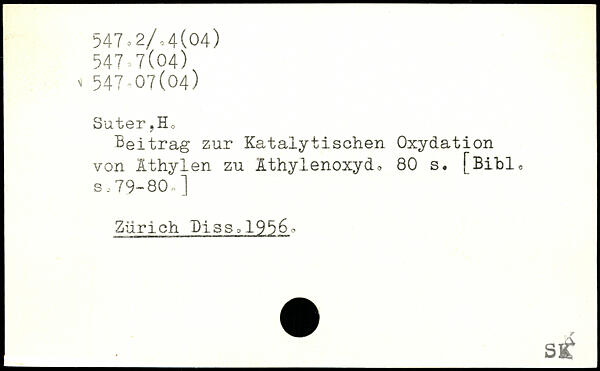 547.2/.4(04)
547.7(04)
√ 547.07(04)
Suter,H.
Beitrag zur Katalytischen Oxydation
von Äthylen zu Äthylenoxyd. 80 s. [Bibl.
s.79-80.]
Zürich Diss.1956.
SK